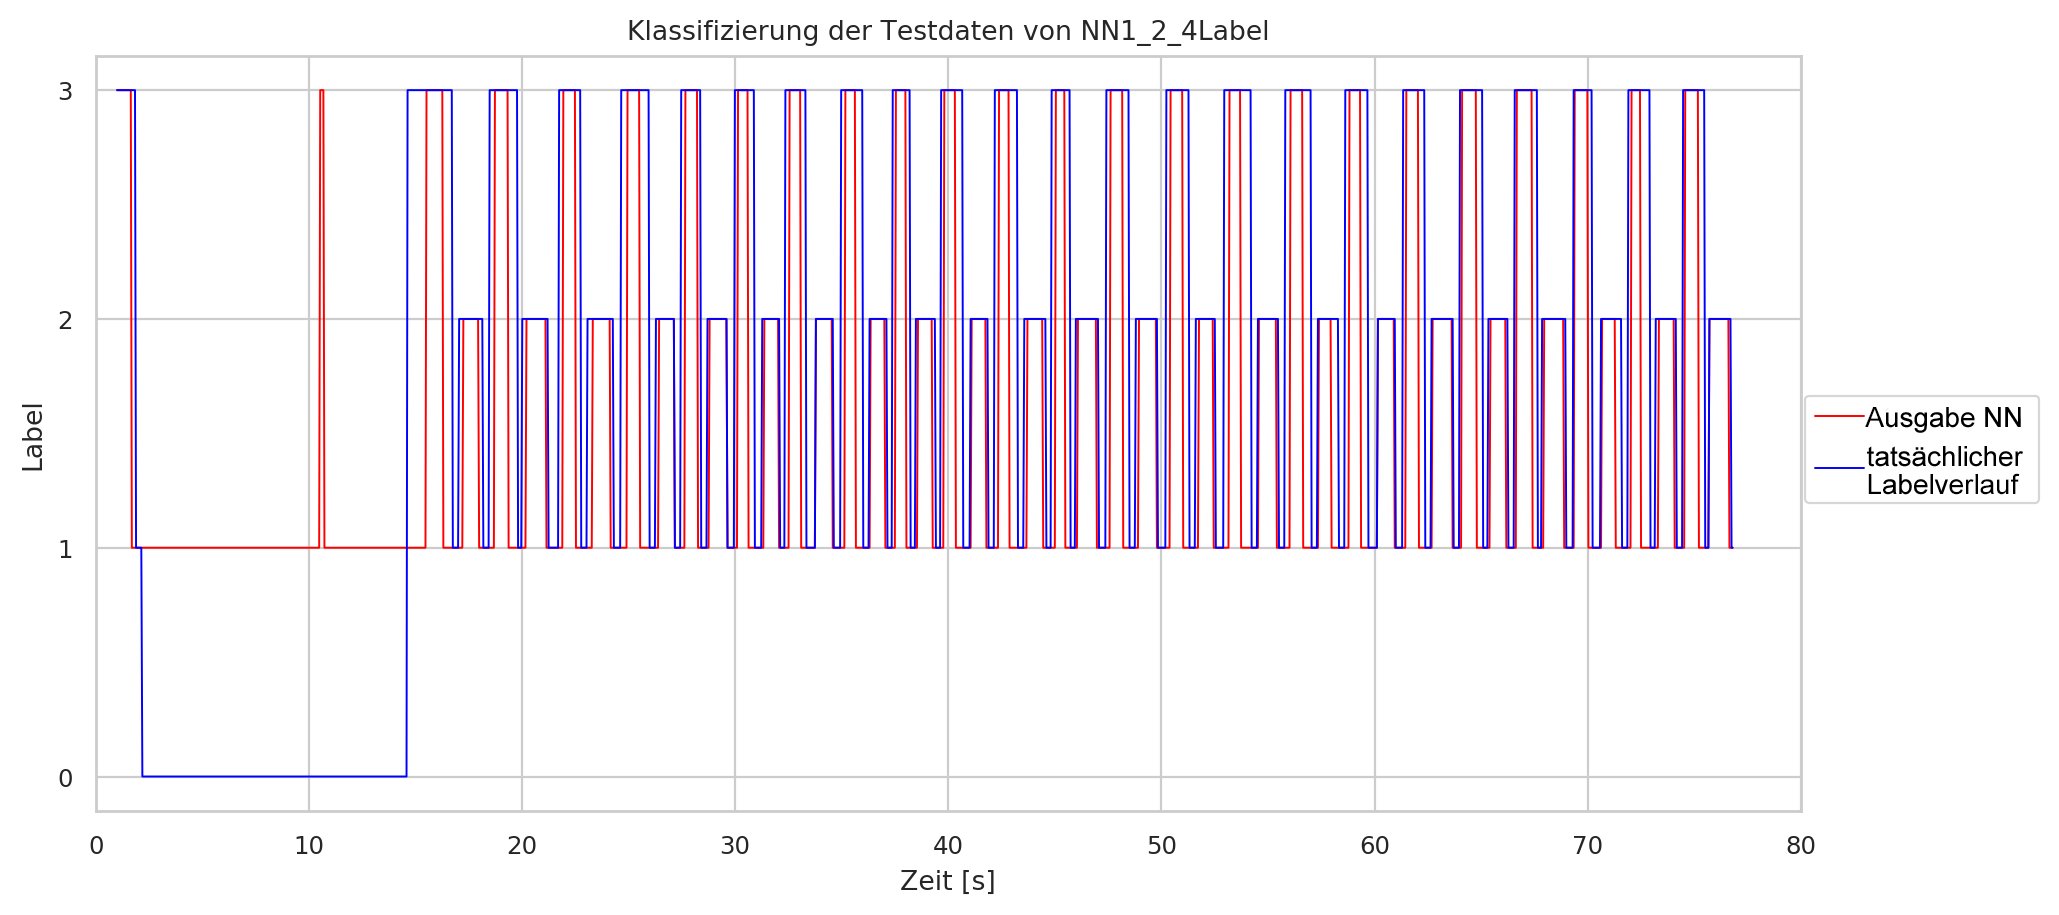 Klassifizierung der Testdaten von NN1_2_4Label
3
2
1
0
Label
0 10 20 30 40 50 60 70 80
Zeit [s]
Ausgabe NN
tatsächlicher
Labelverlauf